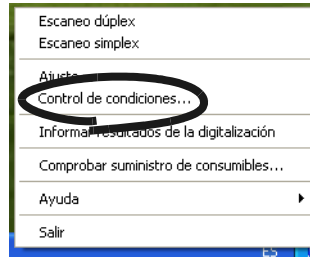 Escaneo dúplex
Escaneo simplex
Ajuste
Control de condiciones...
Informar resultados de la digitalización
Comprobar suministro de consumibles...
Ayuda
Salir
ES